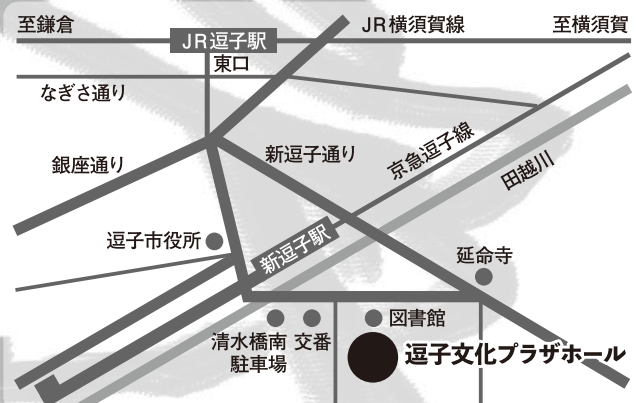 至鎌倉
JR横須賀線
至横須賀
JR逗子駅
東口
なぎさ通り
京急逗子線
新逗子通り
銀座通り
田越川
逗子市役所
新逗子駅
延命寺
清水橋南
駐車場
交番
図書館
逗子文化プラザホール